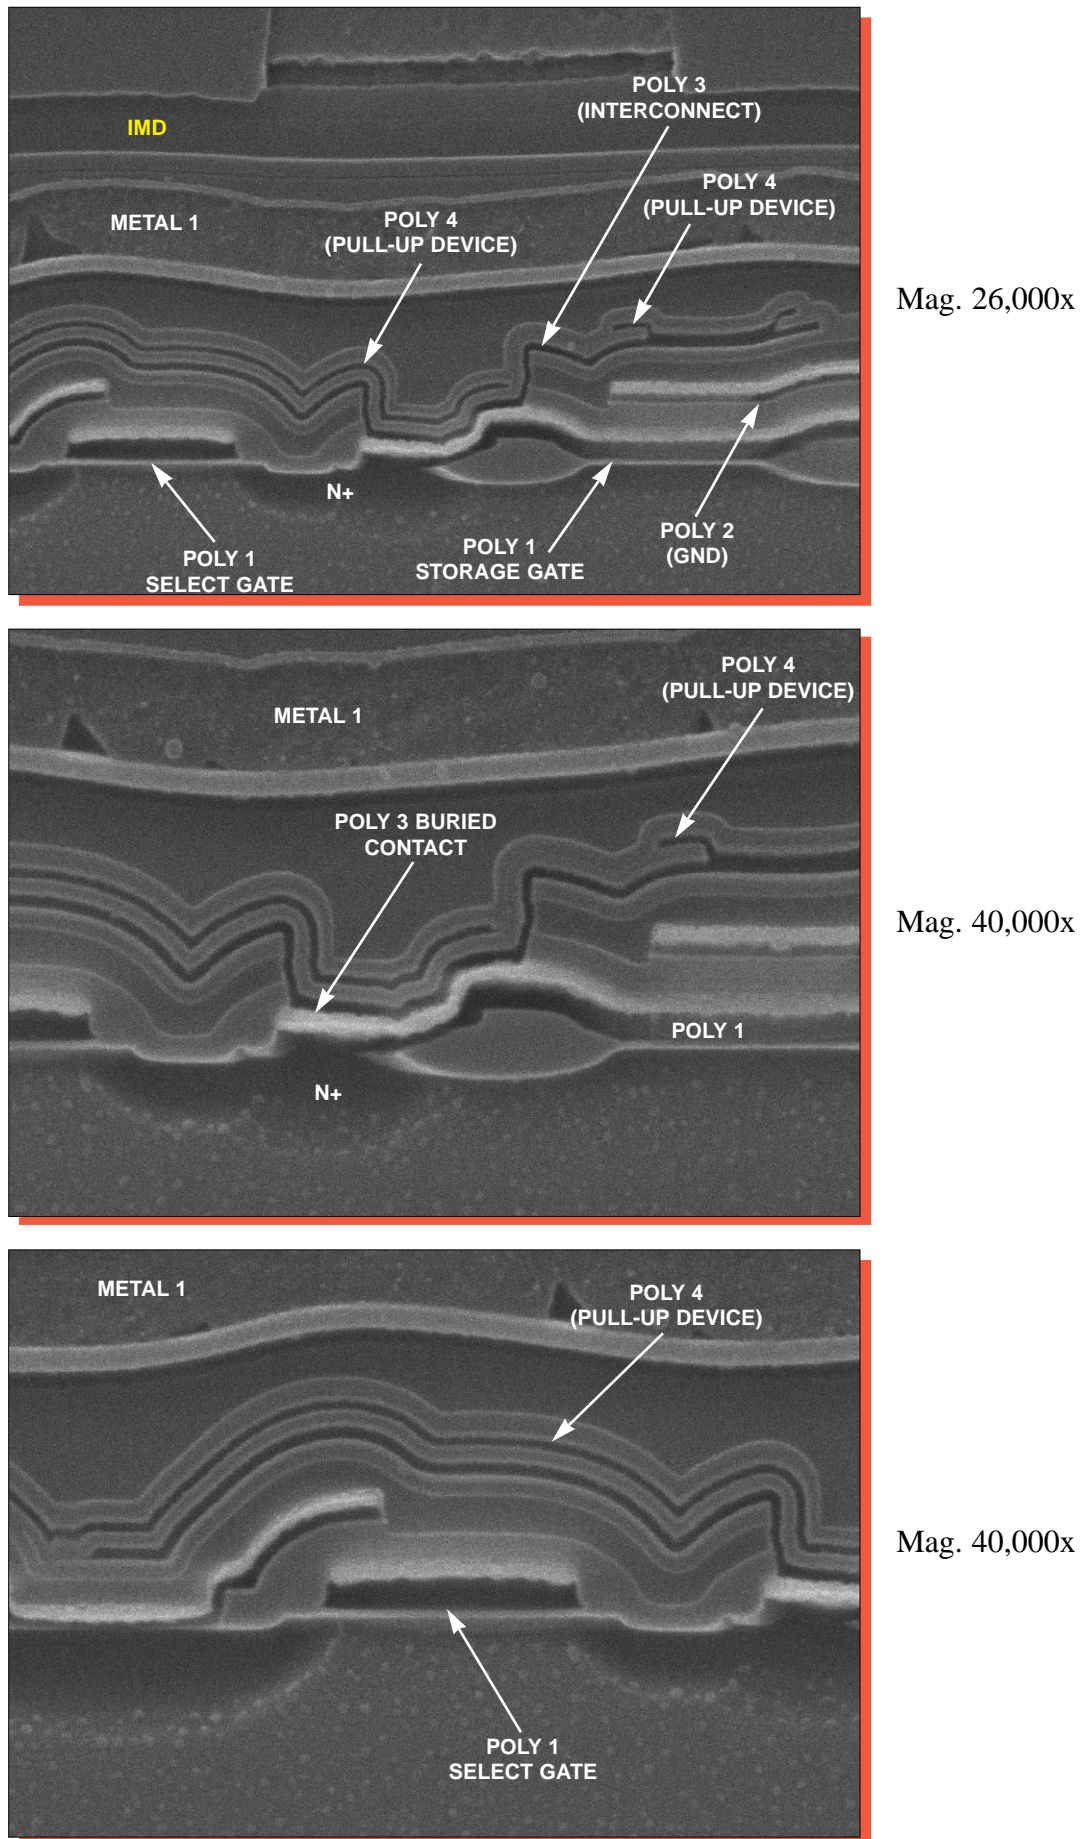 POLY 3
(INTERCONNECT)
IMD
POLY 4
(PULL-UP DEVICE)
METAL 1
POLY 4
(PULL-UP DEVICE)
Mag. 26,000x
N+
POLY 1
SELECT GATE
POLY 1
STORAGE GATE
POLY 2
(GND)
POLY 4
(PULL-UP DEVICE)
METAL 1
POLY 3 BURIED
CONTACT
Mag. 40,000x
POLY 1
N+
METAL 1
POLY 4
(PULL-UP DEVICE)
Mag. 40,000x
POLY 1
SELECT GATE